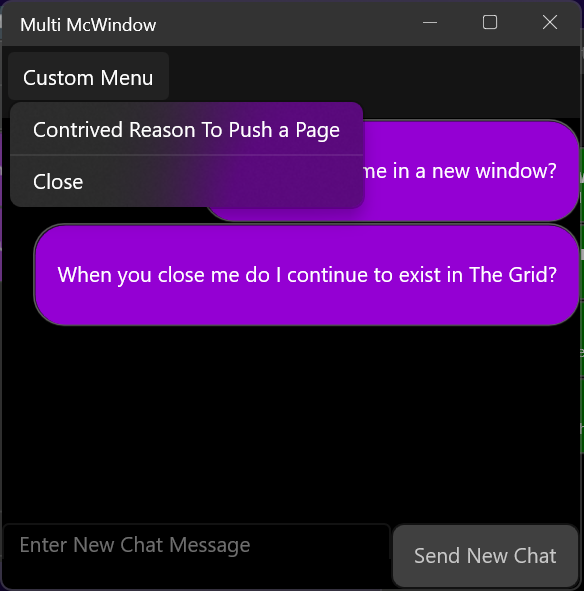 Multi McWindow
Custom Menu
Contrived Reason To Push a Page
Close
me in a new window?
When you close me do I continue to exist in The Grid?
Enter New Chat Message
Send New Chat